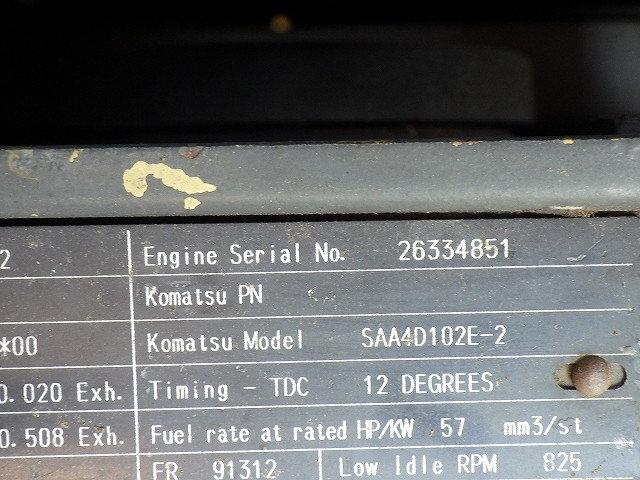 2 Engine Serial No. 26334851
Komatsu PN
*00 Komatsu Model SAA4D102E-2
0.020 Exh. Timing - TDC 12 DEGREES
0.508 Exh. Fuel rate at rated HP/KW 57 mm3/st
FR 91312 Low Idle RPM 825